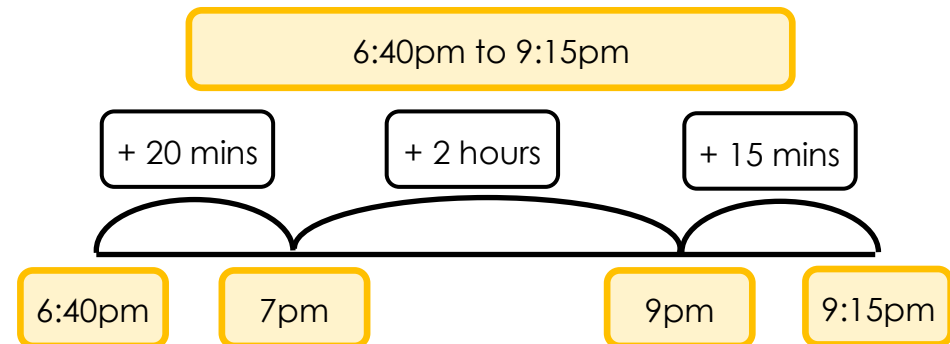 6:40pm to 9:15pm
+ 20 mins
+ 2 hours
+ 15 mins
6:40pm
7pm
9pm
9:15pm